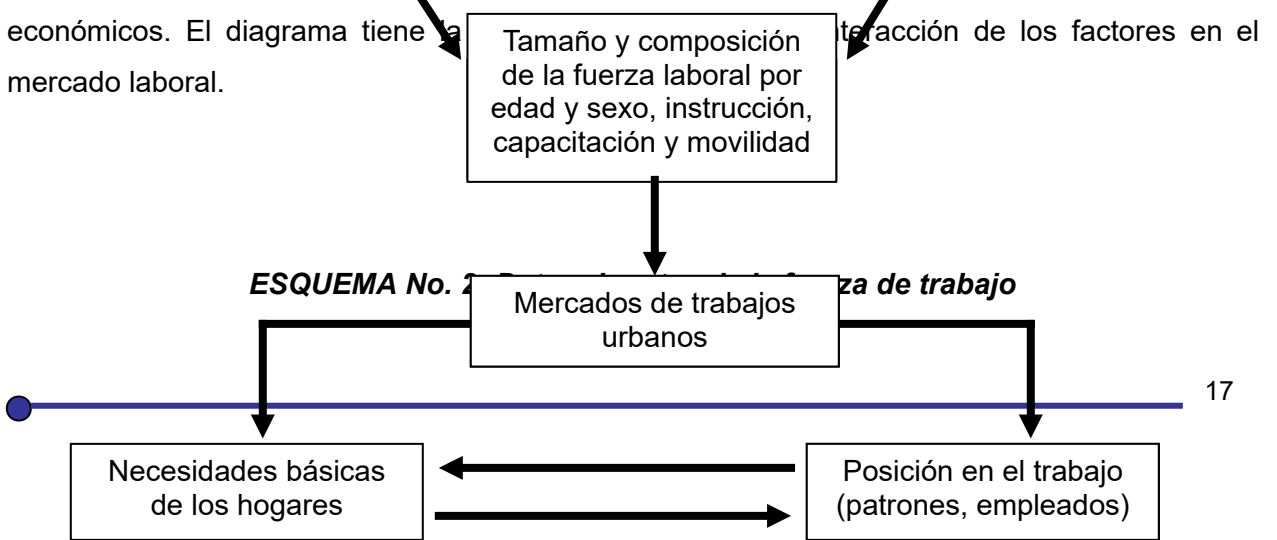 económicos. El diagrama tiene la
mercado laboral.
Tamaño y composición
de la fuerza laboral por
edad y sexo, instrucción,
capacitación y movilidad
interacción de los factores en el
ESQUEMA No. 2
za de trabajo
Mercados de trabajos
urbanos
17
Necesidades básicas
de los hogares
Posición en el trabajo
(patrones, empleados)